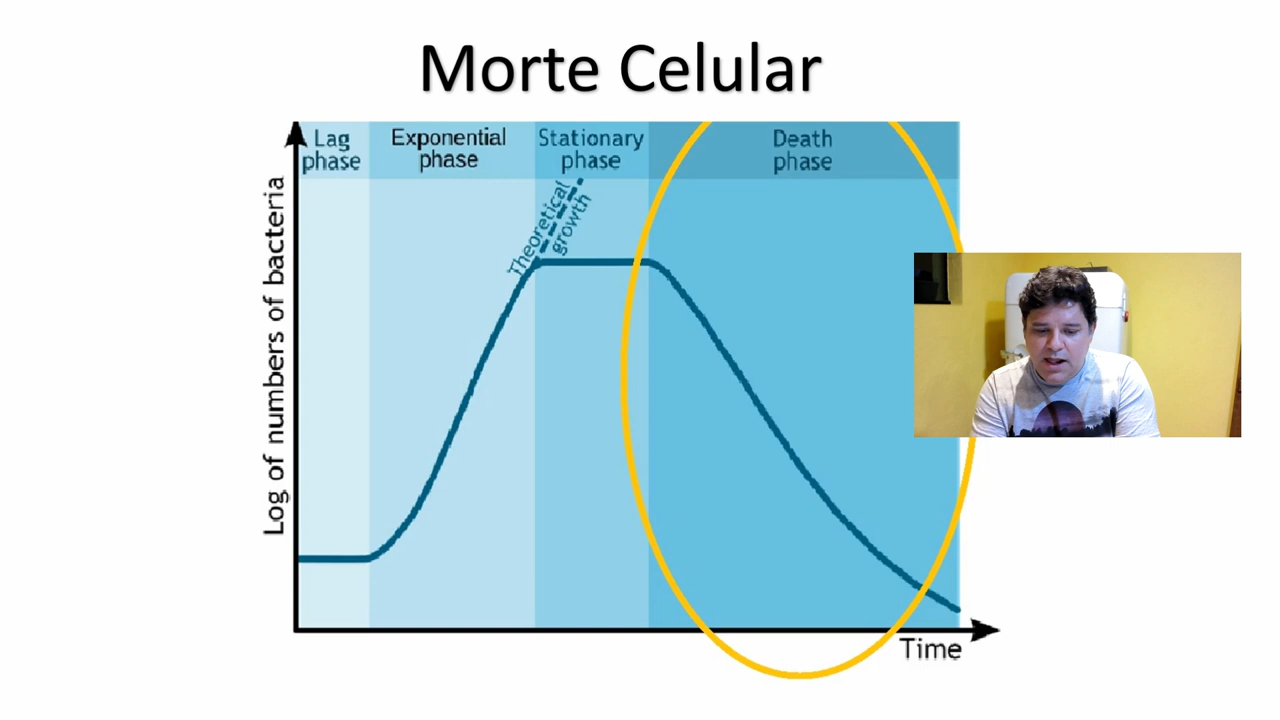 Morte Celular
Lag
phase
Exponential
phase
Stationary
phase
Death
phase
Theoretical
growth
Log of numbers of bacteria
Time